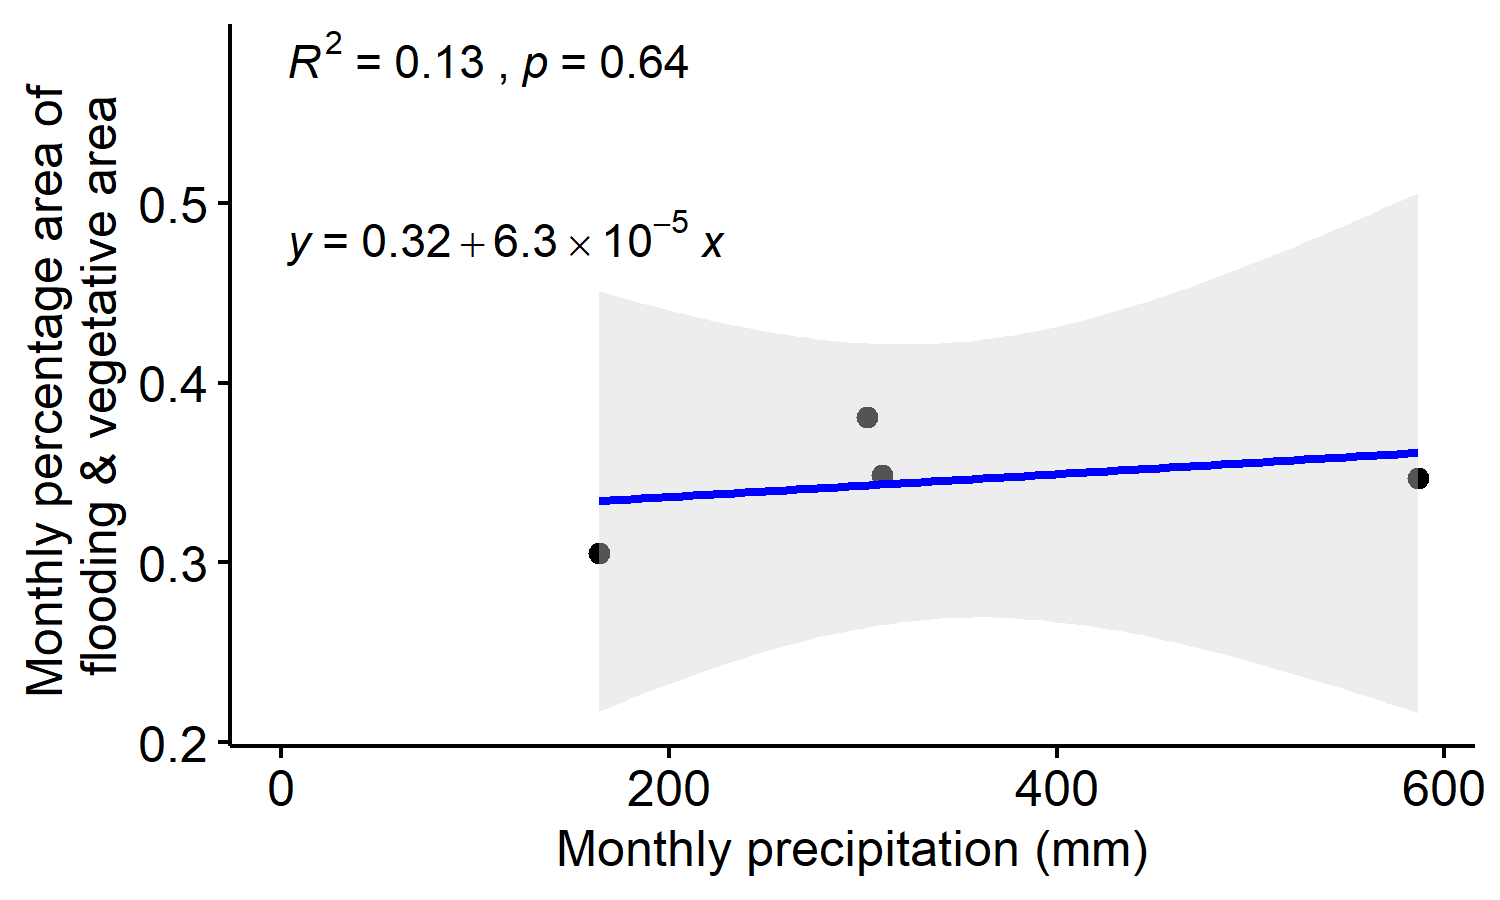 R² = 0.13 , p = 0.64
y = 0.32 + 6.3 × 10⁻⁵ x
Monthly percentage area of
flooding & vegetative area
0.5
0.4
0.3
0.2
0 200 400 600
Monthly precipitation (mm)